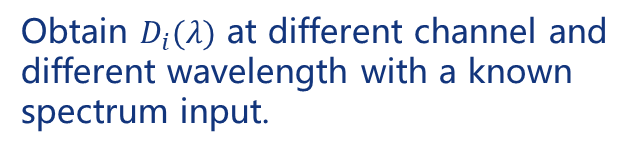 Obtain 𝐷ᵢ(𝜆) at different channel and
different wavelength with a known
spectrum input.